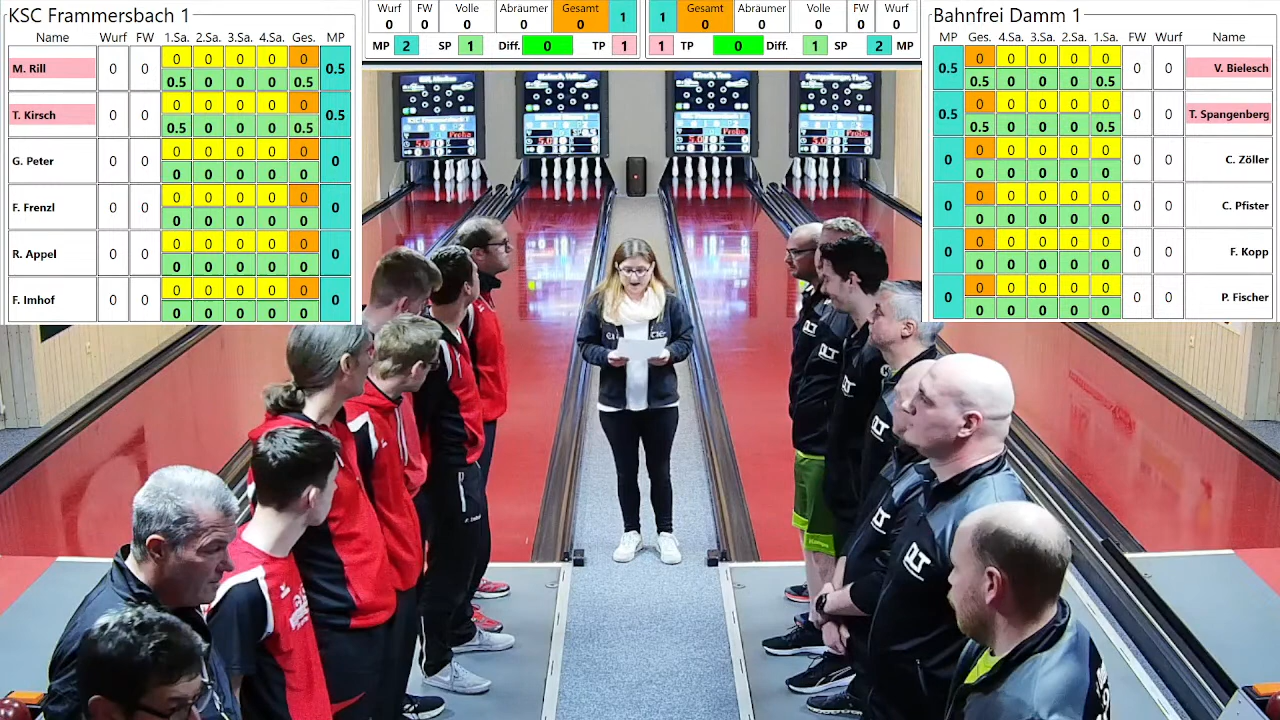 KSC Frammersbach 1
Name Wurf FW 1.Sa. 2.Sa. 3.Sa. 4.Sa. Ges. MP
M. Rill 0 0 0 0 0 0 0 0.5
0.5 0 0 0 0.5
T. Kirsch 0 0 0 0 0 0 0 0.5
0.5 0 0 0 0.5
G. Peter 0 0 0 0 0 0 0 0
0 0 0 0 0
F. Frenzl 0 0 0 0 0 0 0 0
0 0 0 0 0
R. Appel 0 0 0 0 0 0 0 0
0 0 0 0 0
F. Imhof 0 0 0 0 0 0 0 0
0 0 0 0 0
Wurf FW Volle Abräumer Gesamt 1
0 0 0 0 0
MP 2 SP 1 Diff. 0 TP 1
1 Gesamt Abräumer Volle FW Wurf
0 0 0 0 0
1 TP 0 Diff. 1 SP 2 MP
Bahnfrei Damm 1
MP Ges. 4.Sa. 3.Sa. 2.Sa. 1.Sa. FW Wurf Name
0.5 0 0 0 0 0 0 0 V. Bielesch
0.5 0 0 0 0.5
0.5 0 0 0 0 0 0 0 T. Spangenberg
0.5 0 0 0 0.5
0 0 0 0 0 0 0 0 C. Zöller
0 0 0 0 0
0 0 0 0 0 0 0 0 C. Pfister
0 0 0 0 0
0 0 0 0 0 0 0 0 F. Kopp
0 0 0 0 0
0 0 0 0 0 0 0 0 P. Fischer
0 0 0 0 0